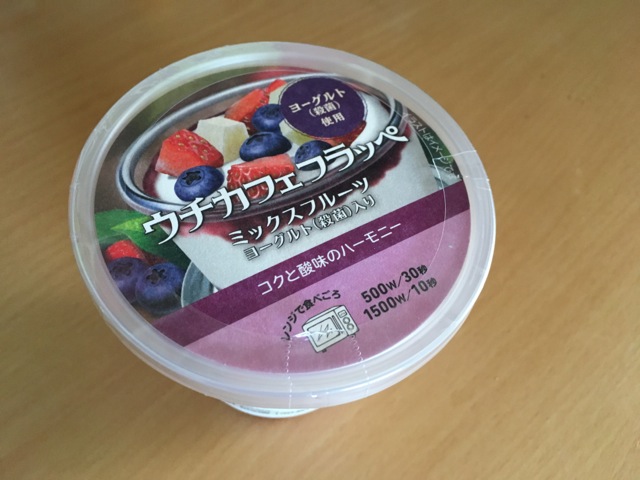 ヨーグルト
(殺菌)
使用
ウチカフェフラッペ
ミックスフルーツ
ヨーグルト(殺菌)入り
コクと酸味のハーモニー
レンジで食べごろ
500W/30秒
1500W/10秒